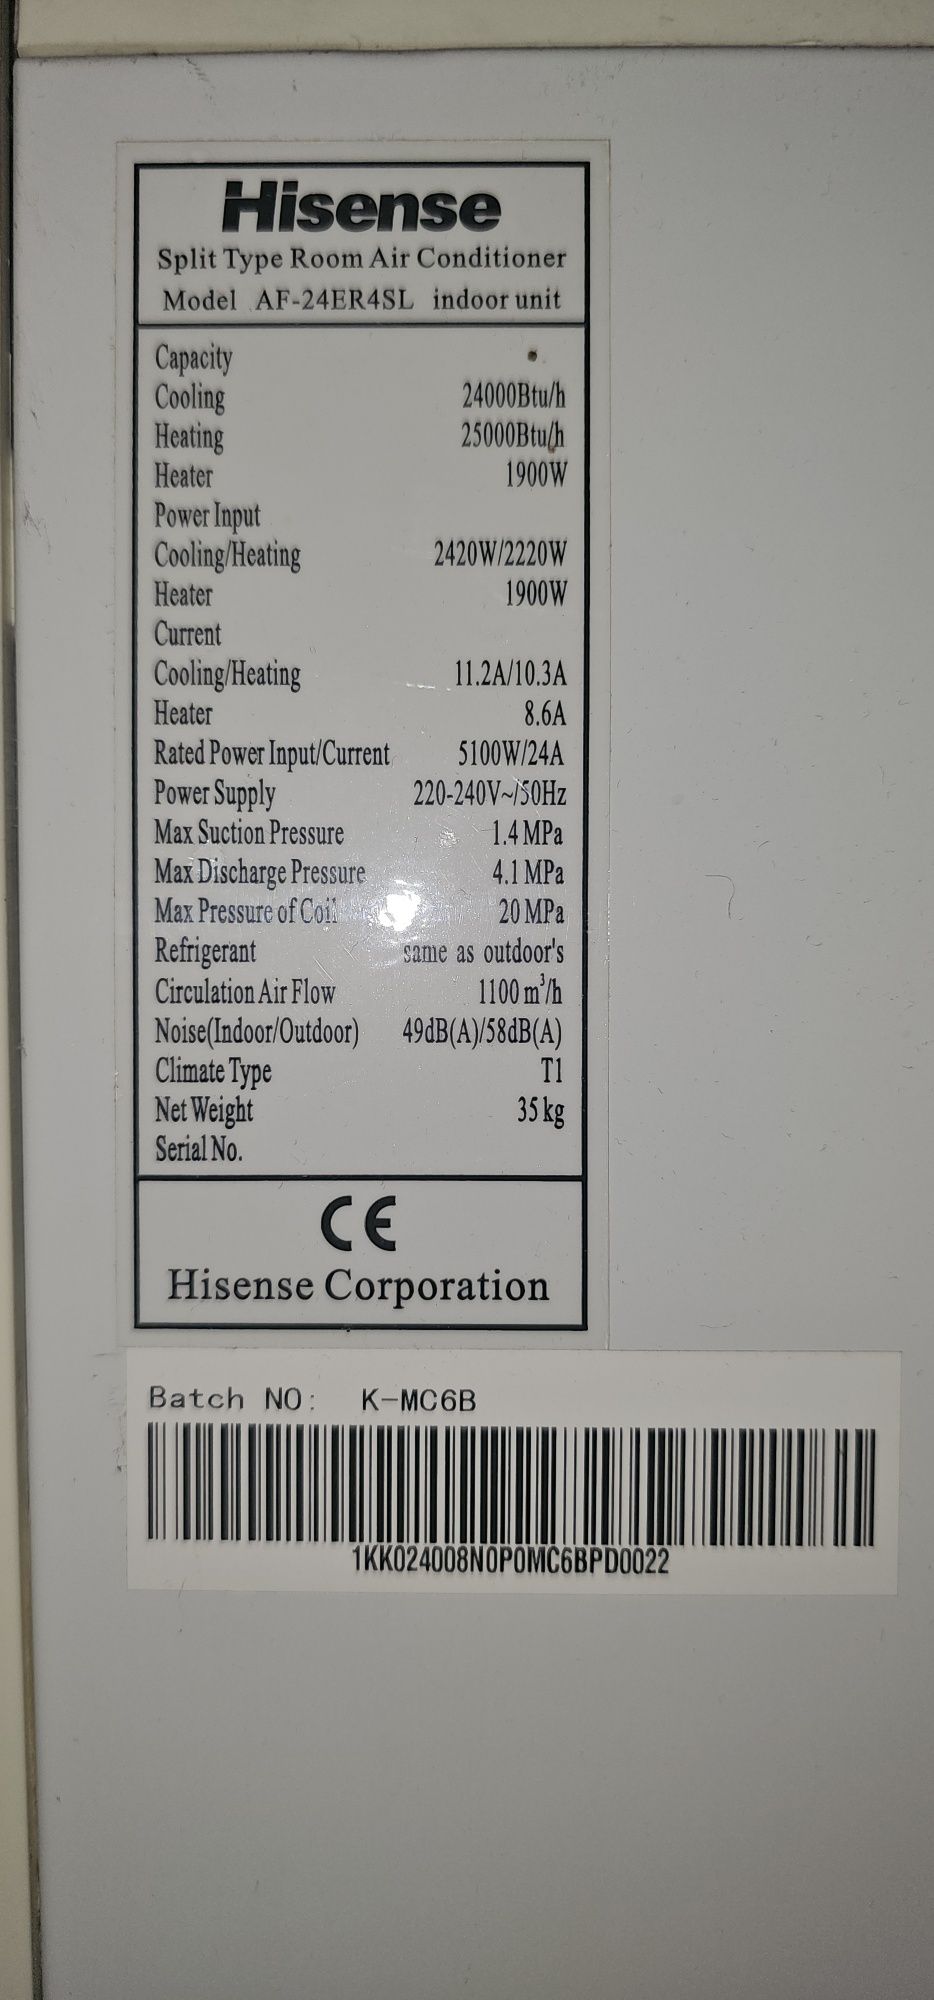 Hisense
Split Type Room Air Conditioner
Model AF-24ER4SL indoor unit
Capacity
Cooling 24000Btu/h
Heating 25000Btu/h
Heater 1900W
Power Input
Cooling/Heating 2420W/2220W
Heater 1900W
Current
Cooling/Heating 11.2A/10.3A
Heater 8.6A
Rated Power Input/Current 5100W/24A
Power Supply 220-240V~/50Hz
Max Suction Pressure 1.4 MPa
Max Discharge Pressure 4.1 MPa
Max Pressure of Coil 20 MPa
Refrigerant same as outdoor's
Circulation Air Flow 1100 m³/h
Noise(Indoor/Outdoor) 49dB(A)/58dB(A)
Climate Type T1
Net Weight 35 kg
Serial No.
CE
Hisense Corporation
Batch NO: K-MC6B
1KK024008N0P0MC6BPD0022